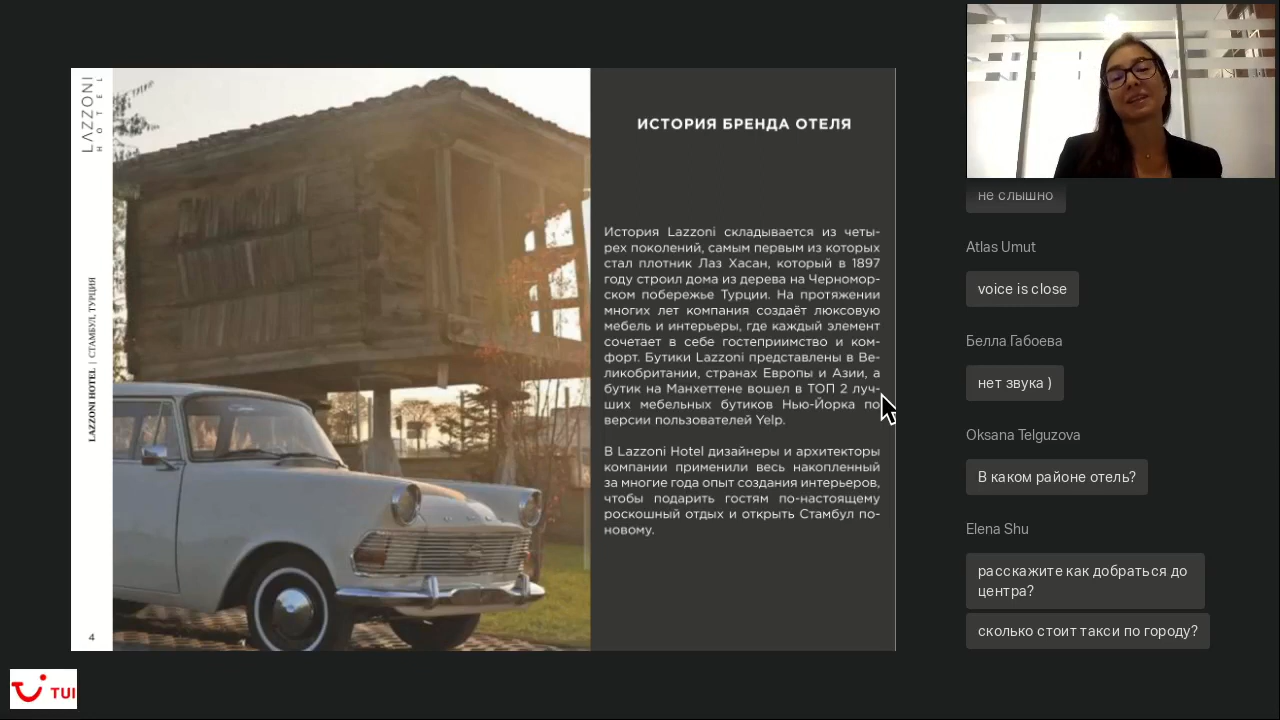 LAZZONI
HOTEL
LAZZONI HOTEL | СТАМБУЛ, ТУРЦИЯ
4
ИСТОРИЯ БРЕНДА ОТЕЛЯ
История Lazzoni складывается из четы-
рех поколений, самым первым из которых
стал плотник Лаз Хасан, который в 1897
году строил дома из дерева на Черномор-
ском побережье Турции. На протяжении
многих лет компания создаёт люксовую
мебель и интерьеры, где каждый элемент
сочетает в себе гостеприимство и ком-
форт. Бутики Lazzoni представлены в Ве-
ликобритании, странах Европы и Азии, а
бутик на Манхеттене вошел в ТОП 2 луч-
ших мебельных бутиков Нью-Йорка по
версии пользователей Yelp.
В Lazzoni Hotel дизайнеры и архитекторы
компании применили весь накопленный
за многие года опыт создания интерьеров,
чтобы подарить гостям по-настоящему
роскошный отдых и открыть Стамбул по-
новому.
TUI
не слышно
Atlas Umut
voice is close
Белла Габоева
нет звука )
Oksana Telguzova
В каком районе отель?
Elena Shu
расскажите как добраться до
центра?
сколько стоит такси по городу?